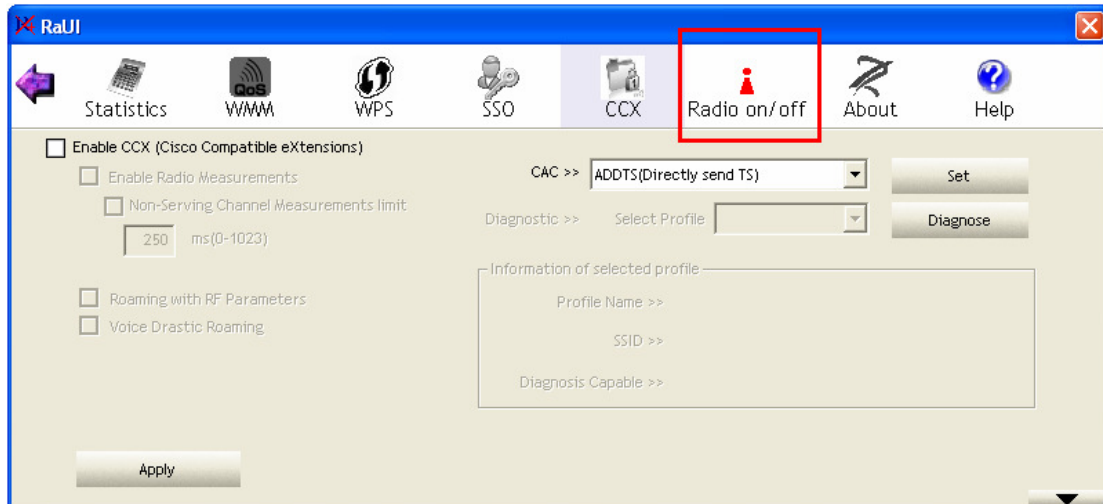 RaUI
Statistics
QoS
WMM
WPS
SSO
CCX
Radio on/off
About
Help
Enable CCX (Cisco Compatible eXtensions)
Enable Radio Measurements
Non-Serving Channel Measurements limit
250 ms(0-1023)
Roaming with RF Parameters
Voice Drastic Roaming
Apply
CAC >> ADDTS(Directly send TS) Set
Diagnostic >> Select Profile Diagnose
Information of selected profile
Profile Name >>
SSID >>
Diagnosis Capable >>